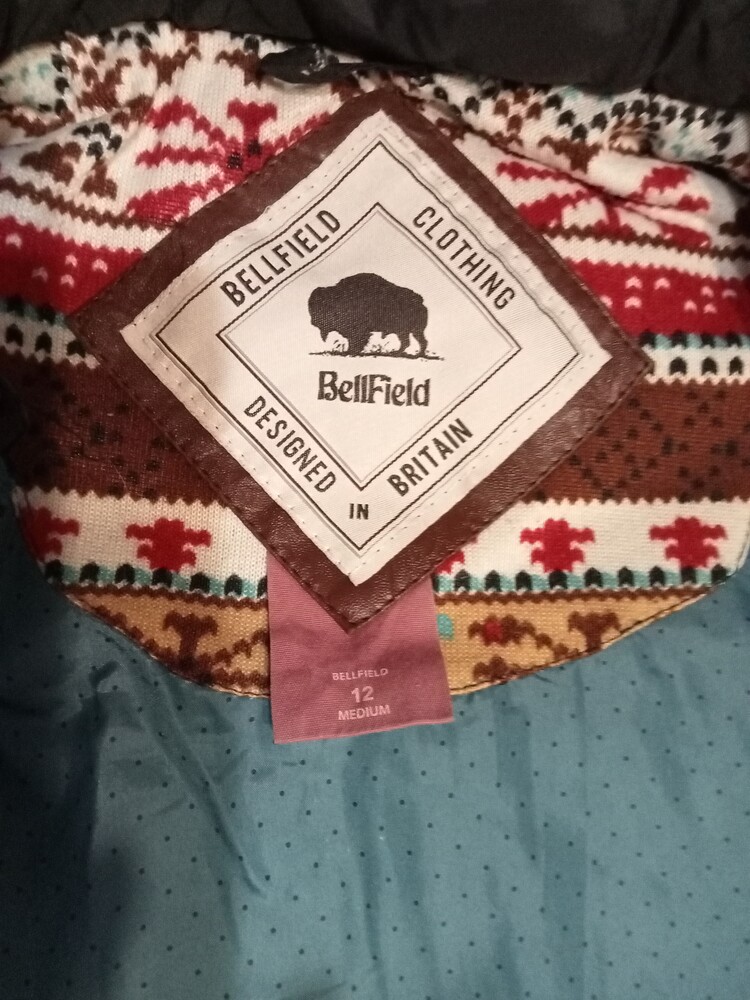 BELLFIELD CLOTHING
BellField
DESIGNED IN BRITAIN
BELLFIELD
12
MEDIUM